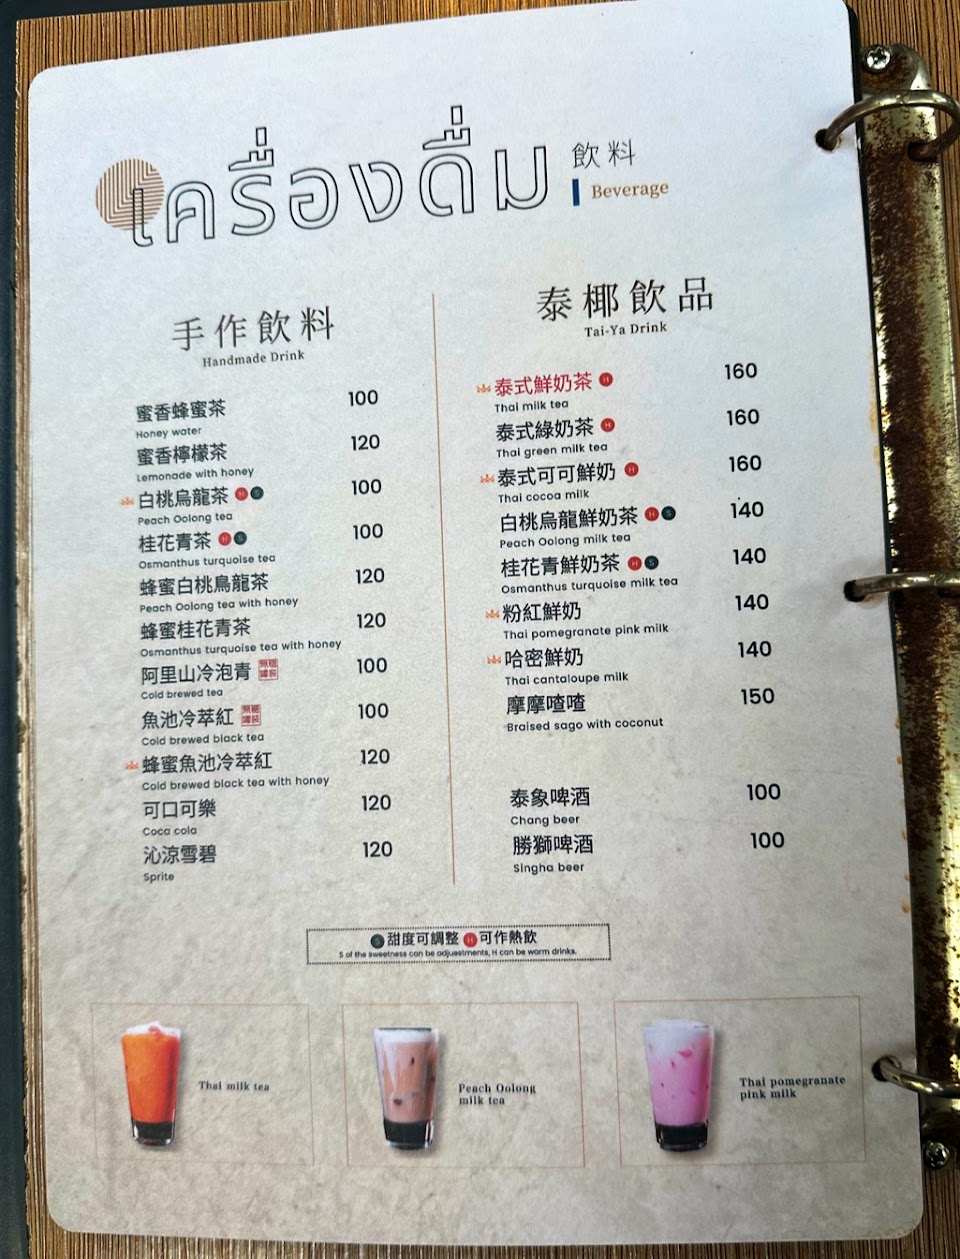 เครื่องดื่ม
飲料
Beverage
手作飲料
Handmade Drink
蜜香蜂蜜茶 100
Honey water
蜜香檸檬茶 120
Lemonade with honey
白桃烏龍茶 H S 100
Peach Oolong tea
桂花青茶 H S 100
Osmanthus turquoise tea
蜂蜜白桃烏龍茶 120
Peach Oolong tea with honey
蜂蜜桂花青茶 120
Osmanthus turquoise tea with honey
阿里山冷泡青 無糖罐裝 100
Cold brewed tea
魚池冷萃紅 無糖罐裝 100
Cold brewed black tea
蜂蜜魚池冷萃紅 120
Cold brewed black tea with honey
可口可樂 120
Coca cola
沁涼雪碧 120
Sprite
泰椰飲品
Tai-Ya Drink
泰式鮮奶茶 H 160
Thai milk tea
泰式綠奶茶 H 160
Thai green milk tea
泰式可可鮮奶 H 160
Thai cocoa milk
白桃烏龍鮮奶茶 H S 140
Peach Oolong milk tea
桂花青鮮奶茶 H S 140
Osmanthus turquoise milk tea
粉紅鮮奶 140
Thai pomegranate pink milk
哈密鮮奶 140
Thai cantaloupe milk
摩摩喳喳 150
Braised sago with coconut
泰象啤酒 100
Chang beer
勝獅啤酒 100
Singha beer
S 甜度可調整 H 可作熱飲
S of the sweetness can be adjuestments, H can be warm drinks.
Thai milk tea
Peach Oolong
milk tea
Thai pomegranate
pink milk